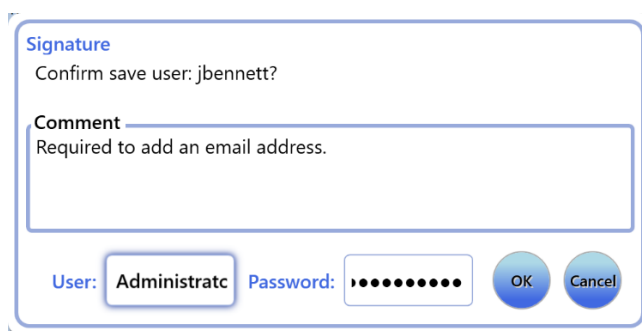 Signature
Confirm save user: jbennett?
Comment
Required to add an email address.
User: Administratc Password: ●●●●●●●●●● OK Cancel